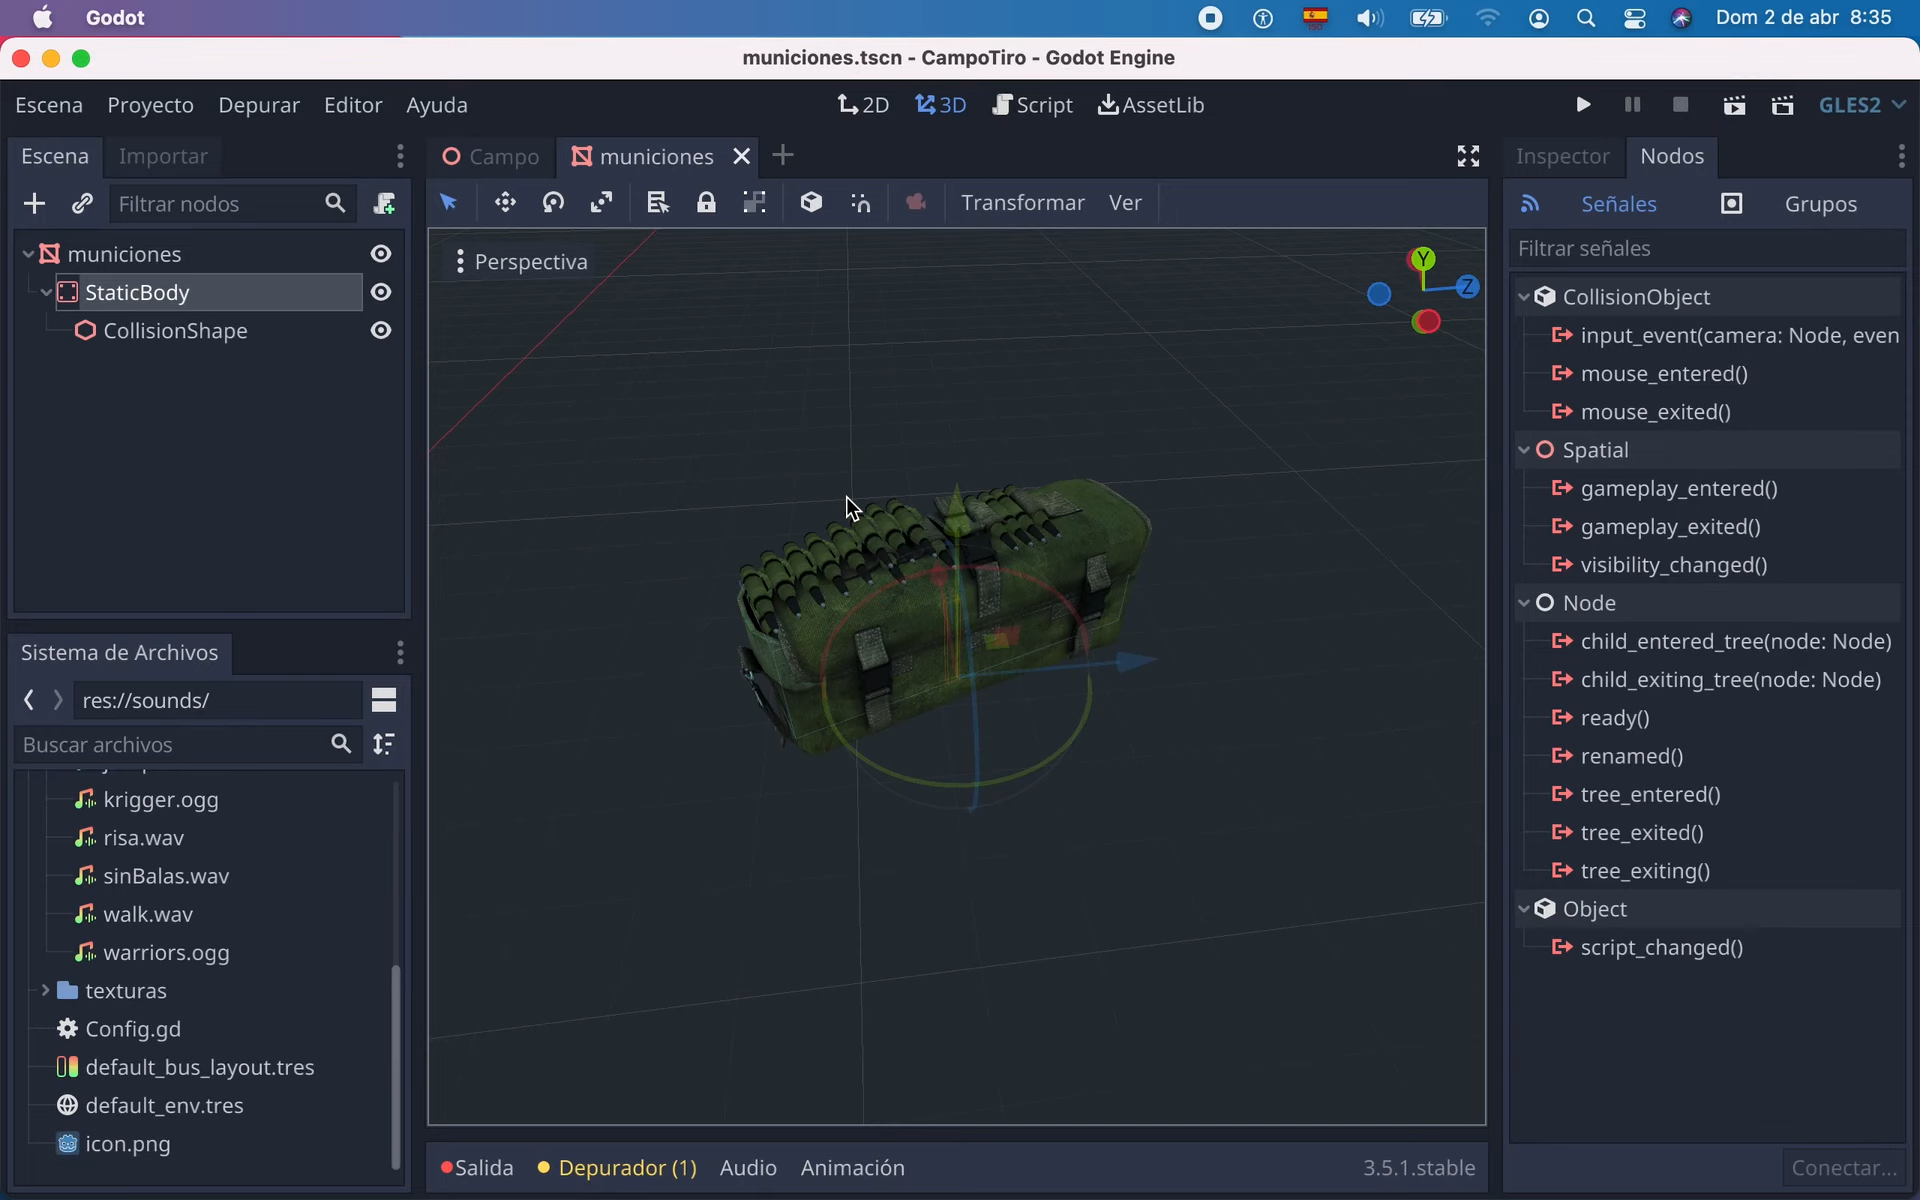 Godot
Dom 2 de abr 8:35
municiones.tscn - CampoTiro - Godot Engine
Escena Proyecto Depurar Editor Ayuda
2D 3D Script AssetLib
GLES2
Escena Importar
Campo municiones
Inspector Nodos
Filtrar nodos
Transformar Ver
Señales Grupos
Filtrar señales
municiones
StaticBody
CollisionShape
Perspectiva
Y
Z
CollisionObject
input_event(camera: Node, even
mouse_entered()
mouse_exited()
Spatial
gameplay_entered()
gameplay_exited()
visibility_changed()
Node
child_entered_tree(node: Node)
child_exiting_tree(node: Node)
ready()
renamed()
tree_entered()
tree_exited()
tree_exiting()
Object
script_changed()
Conectar...
Sistema de Archivos
res://sounds/
Buscar archivos
krigger.ogg
risa.wav
sinBalas.wav
walk.wav
warriors.ogg
texturas
Config.gd
default_bus_layout.tres
default_env.tres
icon.png
Salida Depurador (1) Audio Animación 3.5.1.stable